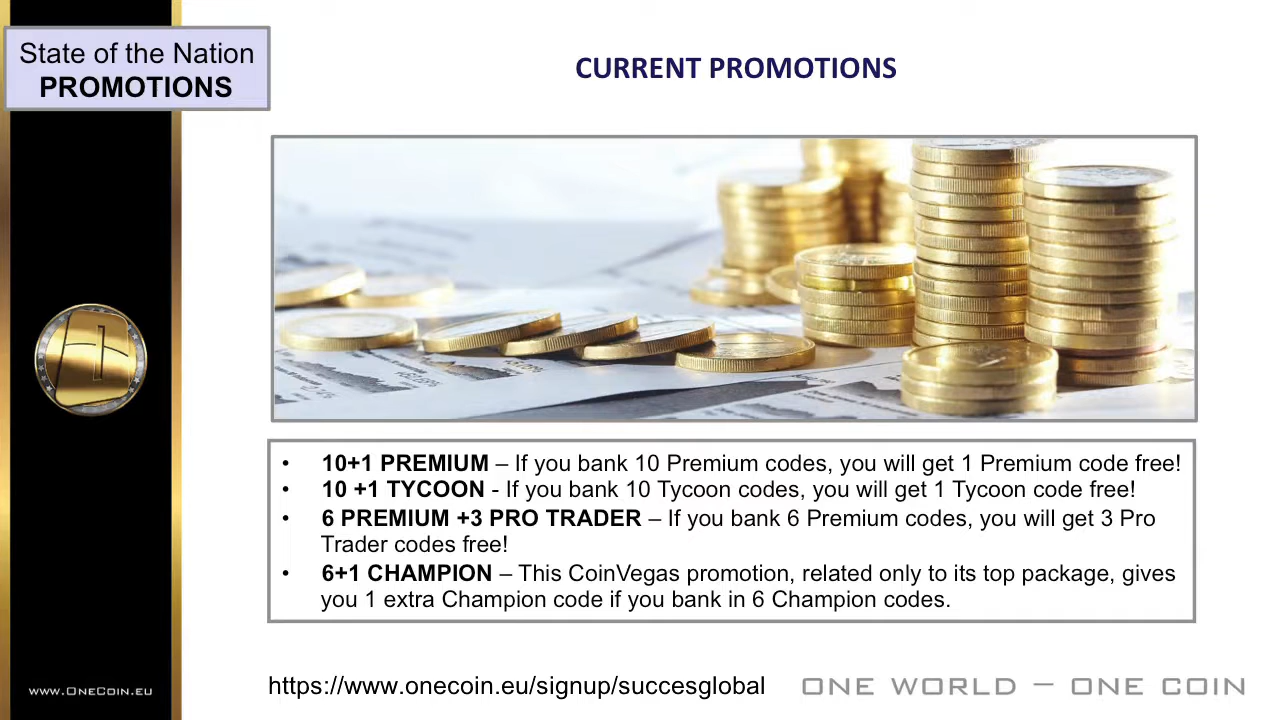 State of the Nation
PROMOTIONS
CURRENT PROMOTIONS
• 10+1 PREMIUM – If you bank 10 Premium codes, you will get 1 Premium code free!
• 10 +1 TYCOON - If you bank 10 Tycoon codes, you will get 1 Tycoon code free!
• 6 PREMIUM +3 PRO TRADER – If you bank 6 Premium codes, you will get 3 Pro
Trader codes free!
• 6+1 CHAMPION – This CoinVegas promotion, related only to its top package, gives
you 1 extra Champion code if you bank in 6 Champion codes.
www.OneCoin.eu
https://www.onecoin.eu/signup/succesglobal
ONE WORLD – ONE COIN